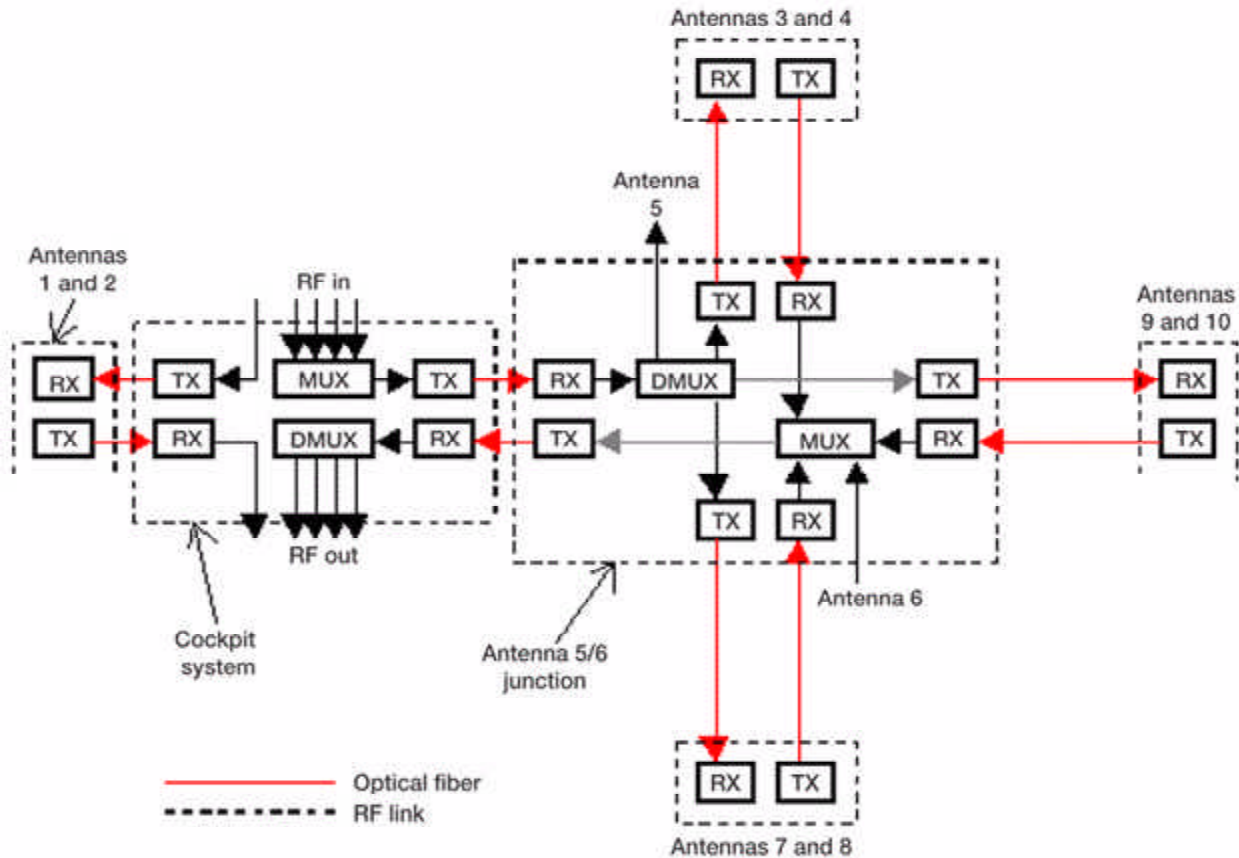 Antennas 3 and 4
RX
TX
Antenna
5
Antennas
1 and 2
RF in
TX
RX
Antennas
9 and 10
RX
TX
MUX
TX
RX
DMUX
TX
RX
TX
RX
DMUX
RX
TX
MUX
RX
TX
TX
RX
RF out
Antenna 6
Cockpit
system
Antenna 5/6
junction
RX
TX
Optical fiber
RF link
Antennas 7 and 8